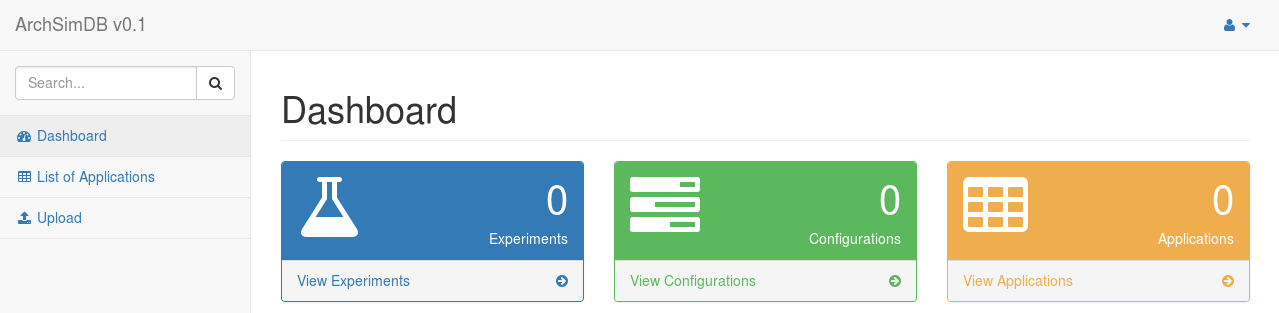 ArchSimDB v0.1
Search...
Dashboard
List of Applications
Upload
Dashboard
0
Experiments
View Experiments
0
Configurations
View Configurations
0
Applications
View Applications